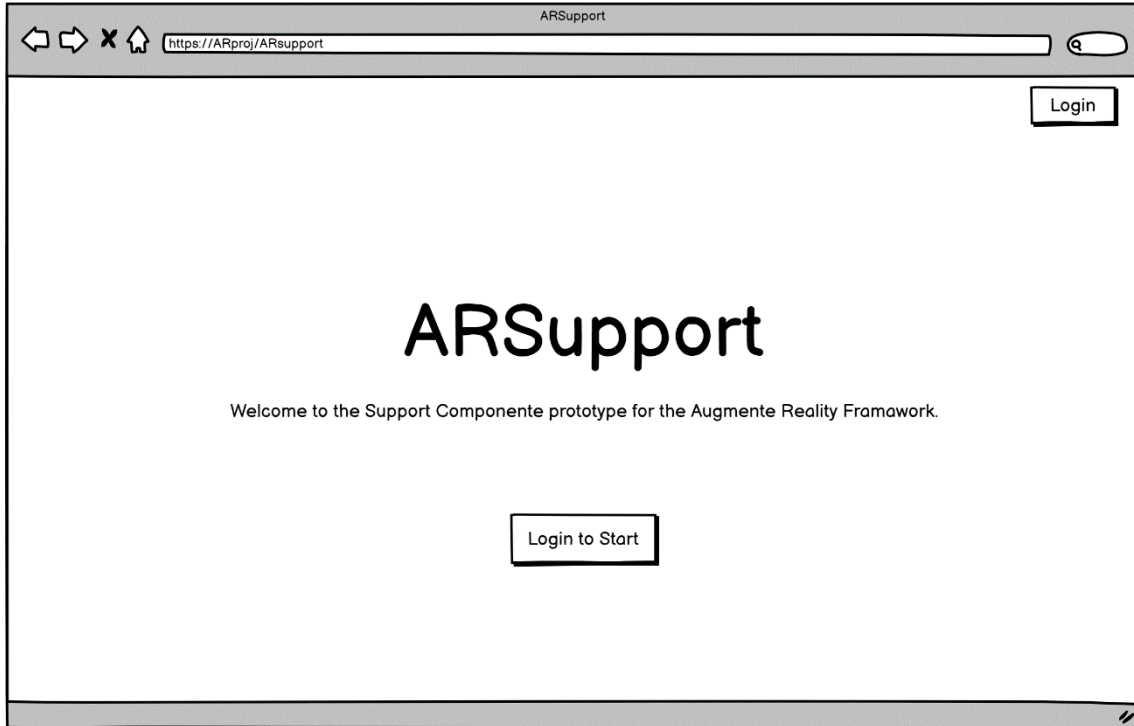 ARSupport
https://ARproj/ARsupport
Login
ARSupport
Welcome to the Support Componente prototype for the Augmente Reality Framawork.
Login to Start